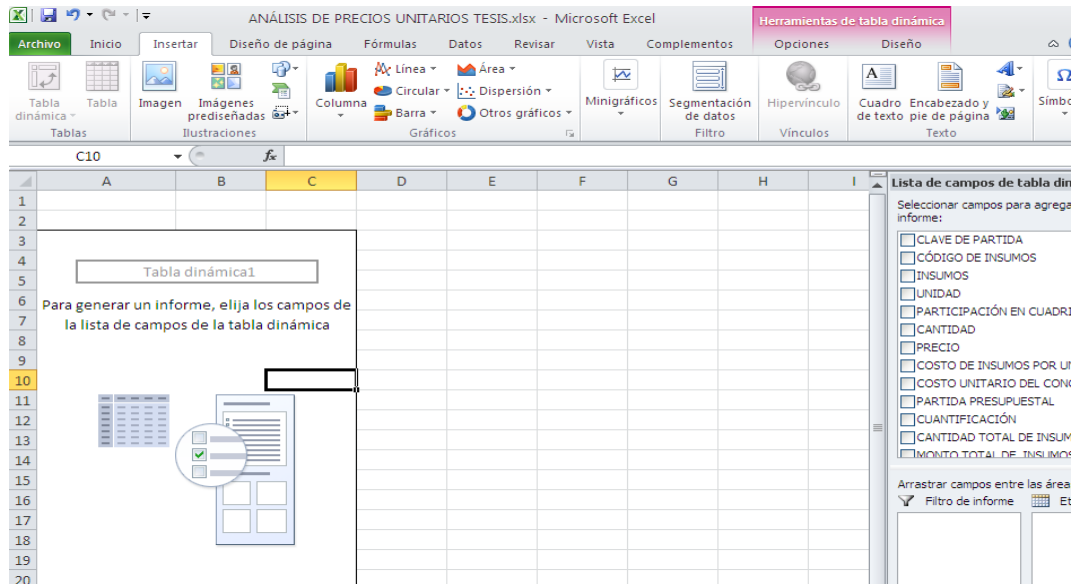 ANÁLISIS DE PRECIOS UNITARIOS TESIS.xlsx - Microsoft Excel
Herramientas de tabla dinámica
Archivo Inicio Insertar Diseño de página Fórmulas Datos Revisar Vista Complementos Opciones Diseño
Tabla dinámica
Tabla
Imagen
Imágenes prediseñadas
Columna
Línea
Circular
Barra
Área
Dispersión
Otros gráficos
Minigráficos
Segmentación de datos
Hipervínculo
Cuadro de texto
Encabezado y pie de página
Tablas Ilustraciones Gráficos Filtro Vínculos Texto
C10 fx
A B C D E F G H I
1
2
3
4
5
6
7
8
9
10
11
12
13
14
15
16
17
18
19
20
Tabla dinámica1
Para generar un informe, elija los campos de
la lista de campos de la tabla dinámica
Lista de campos de tabla
Seleccionar campos para
informe:
CLAVE DE PARTIDA
CÓDIGO DE INSUMOS
INSUMOS
UNIDAD
PARTICIPACIÓN EN
CANTIDAD
PRECIO
COSTO DE INSUMOS POR
COSTO UNITARIO DEL
PARTIDA PRESUPUESTAL
CUANTIFICACIÓN
CANTIDAD TOTAL DE
MONTO TOTAL DE INSUMOS
Arrastrar campos entre las
Filtro de informe